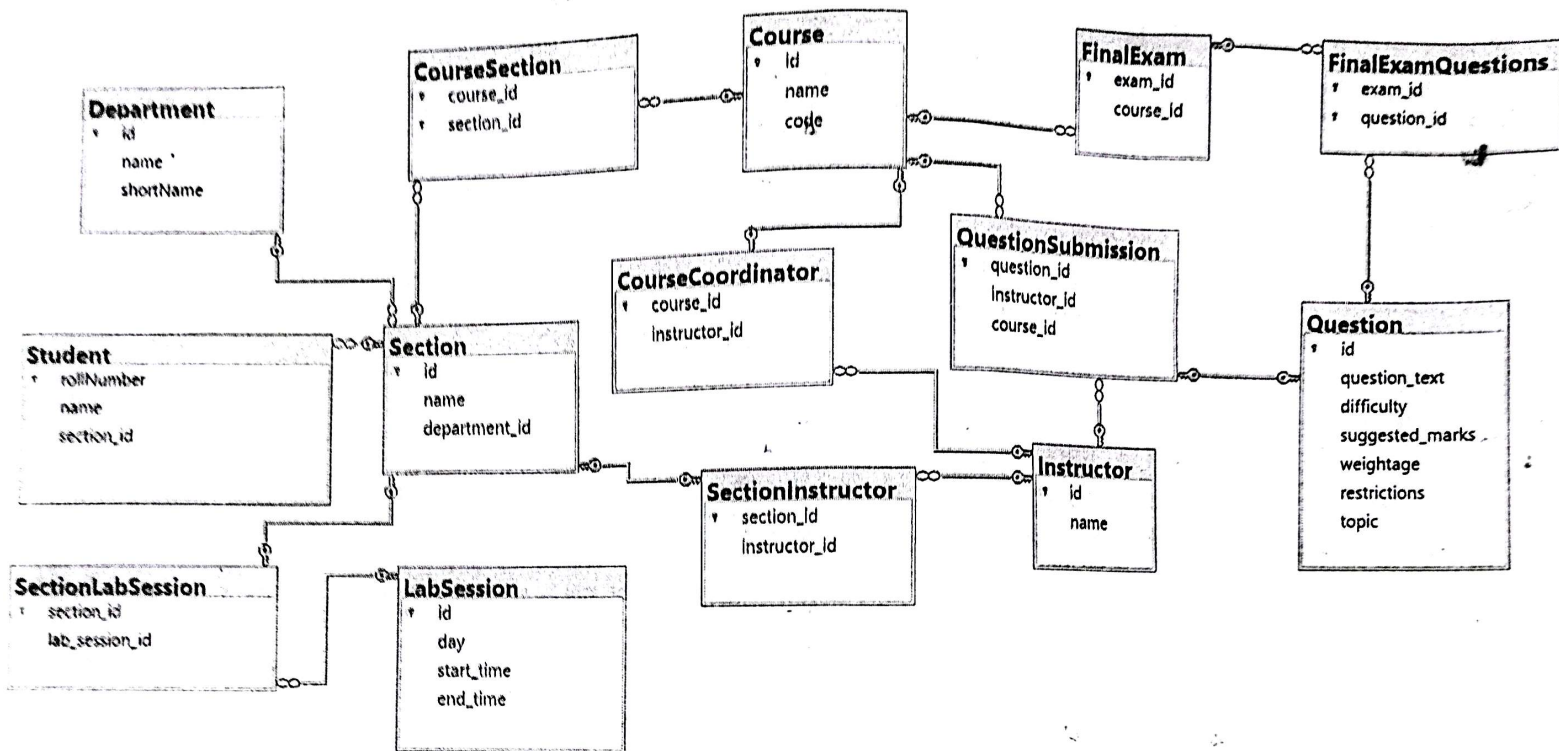 Department
id
name
shortName
CourseSection
course_id
section_id
Course
id
name
code
FinalExam
exam_id
course_id
FinalExamQuestions
exam_id
question_id
CourseCoordinator
course_id
instructor_id
QuestionSubmission
question_id
instructor_id
course_id
Question
id
question_text
difficulty
suggested_marks
weightage
restrictions
topic
Student
rollNumber
name
section_id
Section
id
name
department_id
SectionInstructor
section_id
instructor_id
Instructor
id
name
SectionLabSession
section_id
lab_session_id
LabSession
id
day
start_time
end_time